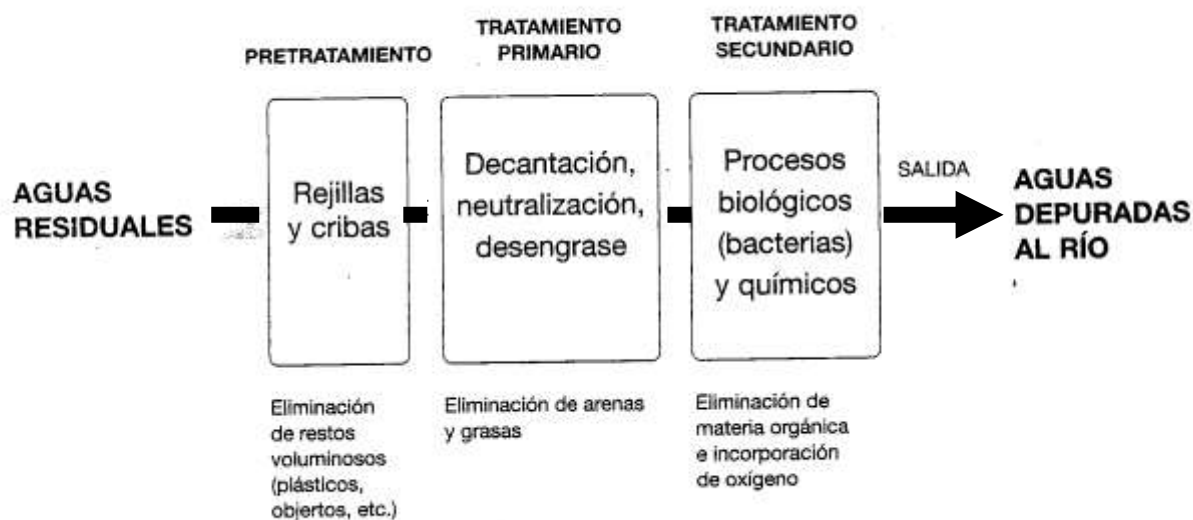 PRETRATAMIENTO
TRATAMIENTO
PRIMARIO
TRATAMIENTO
SECUNDARIO
AGUAS
RESIDUALES
Rejillas
y cribas
Decantación,
neutralización,
desengrase
Procesos
biológicos
(bacterias)
y químicos
SALIDA
AGUAS
DEPURADAS
AL RÍO
Eliminación
de restos
voluminosos
(plásticos,
objertos, etc.)
Eliminación de arenas
y grasas
Eliminación de
materia orgánica
e incorporación
de oxígeno